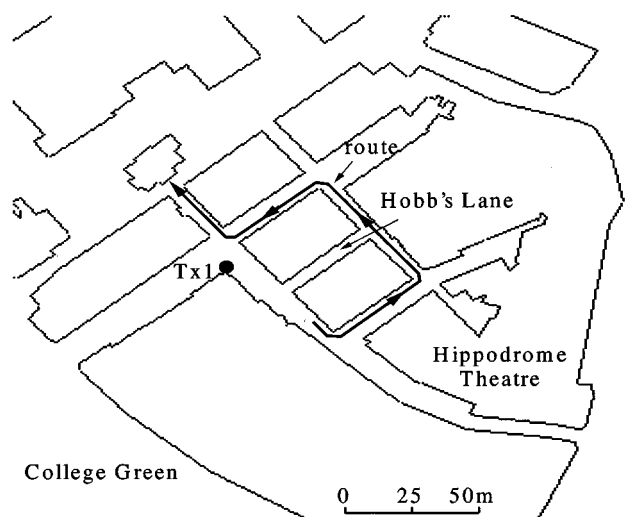 route
Hobb's Lane
Tx1
Hippodrome
Theatre
College Green
0 25 50m